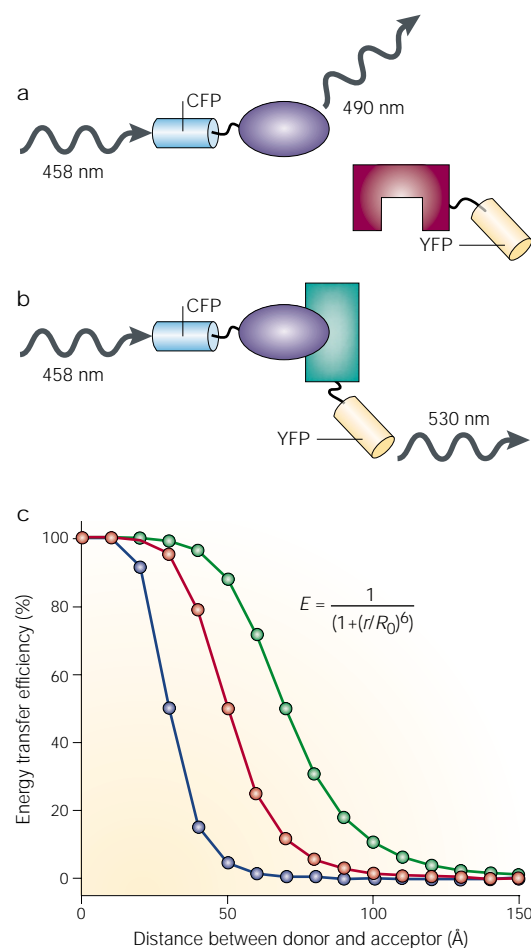 a
CFP
490 nm
458 nm
YFP
b
CFP
458 nm
530 nm
YFP
c
100
80
60
40
20
0
Energy transfer efficiency (%)
E = 1
(1+(r/R₀)⁶)
0 50 100 150
Distance between donor and acceptor (Å)